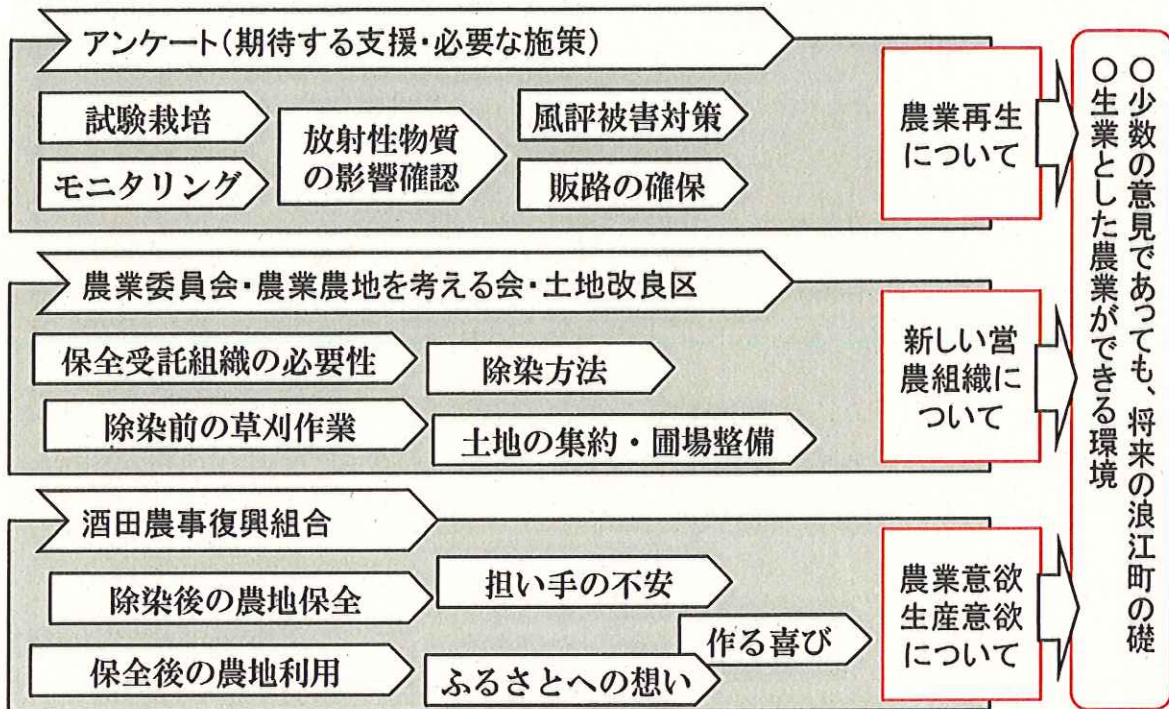 アンケート(期待する支援・必要な施策)
試験栽培
モニタリング
放射性物質
の影響確認
風評被害対策
販路の確保
農業再生
について
農業委員会・農業農地を考える会・土地改良区
保全受託組織の必要性
除染方法
除染前の草刈作業
土地の集約・圃場整備
新しい営
農組織に
ついて
酒田農事復興組合
除染後の農地保全
担い手の不安
作る喜び
保全後の農地利用
ふるさとへの想い
農業意欲
生産意欲
について
○少数の意見であっても、将来の浪江町の礎
○生業とした農業ができる環境